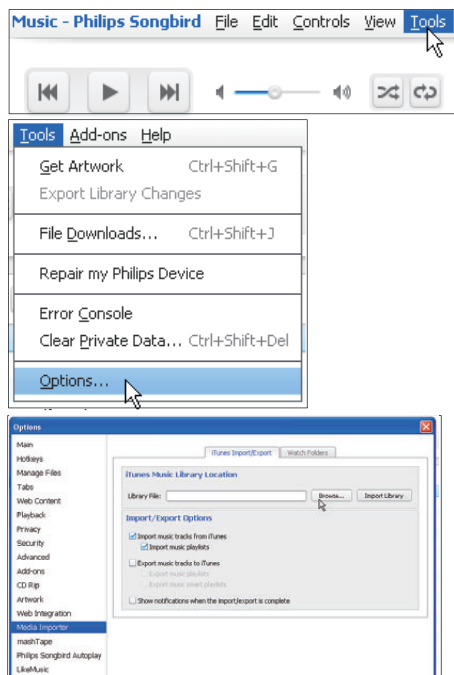 Music - Philips Songbird File Edit Controls View Tools
Tools Add-ons Help
Get Artwork Ctrl+Shift+G
Export Library Changes
File Downloads... Ctrl+Shift+J
Repair my Philips Device
Error Console
Clear Private Data... Ctrl+Shift+Del
Options...
Options
Main
Hotkeys
Manage Files
Tabs
Web Content
Playback
Privacy
Security
Advanced
Add-ons
CD Rip
Artwork
Web Integration
Media Importer
mashTape
Philips Songbird Autoplay
LikeMusic
iTunes Import/Export Watch Folders
iTunes Music Library Location
Library File: Browse... Import Library
Import/Export Options
Import music tracks from iTunes
Import music playlists
Export music tracks to iTunes
Export music playlists
Export music smart playlists
Show notifications when the import/export is complete